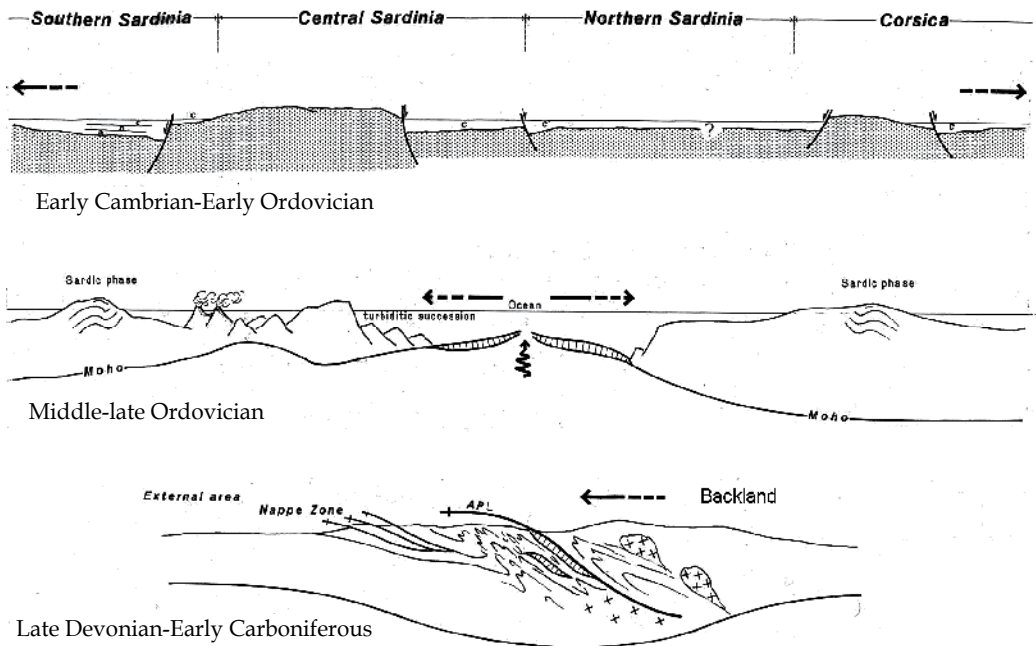 Southern Sardinia Central Sardinia Northern Sardinia Corsica
c c c c ? c
Early Cambrian-Early Ordovician
Sardic phase Sardic phase
Ocean
turbiditic succession
Moho
Moho
Middle-late Ordovician
External area Backland
Nappe Zone APL
?
Late Devonian-Early Carboniferous